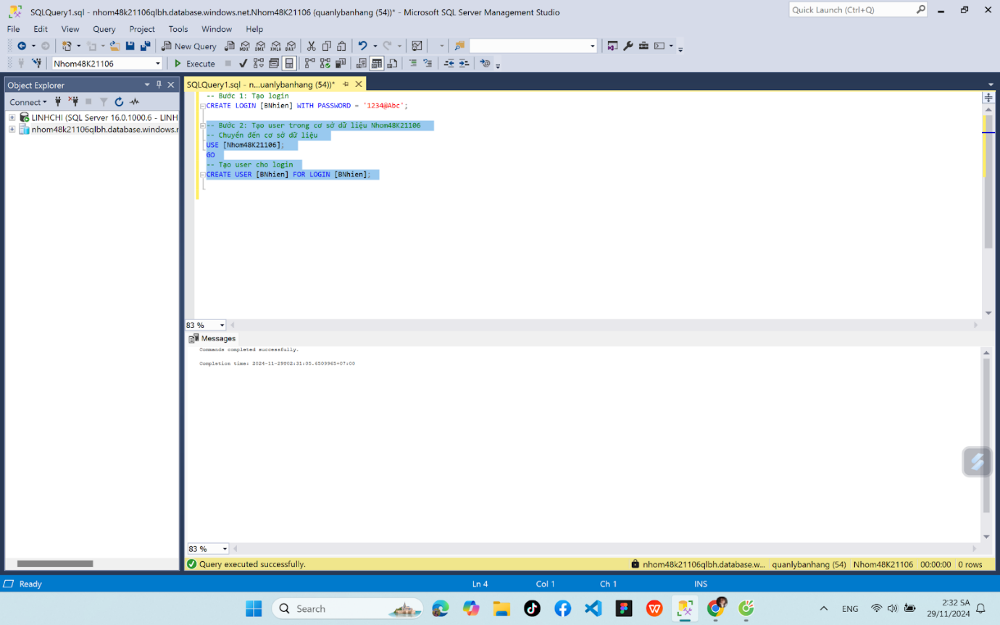 SQLQuery1.sql - nhom48k21106qlbh.database.windows.net.Nhom48K21106 (quanlybanhang (54))* - Microsoft SQL Server Management Studio
Quick Launch (Ctrl+Q)
File Edit View Query Project Tools Window Help
New Query
MDX DMX XMLA DAX
Nhom48K21106
Execute
Object Explorer
SQLQuery1.sql - n...uanlybanhang (54))*
Connect
LINHCHI (SQL Server 16.0.1000.6 - LINH
nhom48k21106qlbh.database.windows.r
-- Bước 1: Tạo login
CREATE LOGIN [BNhien] WITH PASSWORD = '1234@Abc';
-- Bước 2: Tạo user trong cơ sở dữ liệu Nhom48K21106
-- Chuyển đến cơ sở dữ liệu
USE [Nhom48K21106];
GO
-- Tạo user cho login
CREATE USER [BNhien] FOR LOGIN [BNhien];
83 %
Messages
Commands completed successfully.
Completion time: 2024-11-29T02:31:05.6509965+07:00
83 %
Query executed successfully.
nhom48k21106qlbh.database.w... quanlybanhang (54) Nhom48K21106 00:00:00 0 rows
Ready
Ln 4 Col 1 Ch 1 INS
Search
ENG
2:32 SA
29/11/2024